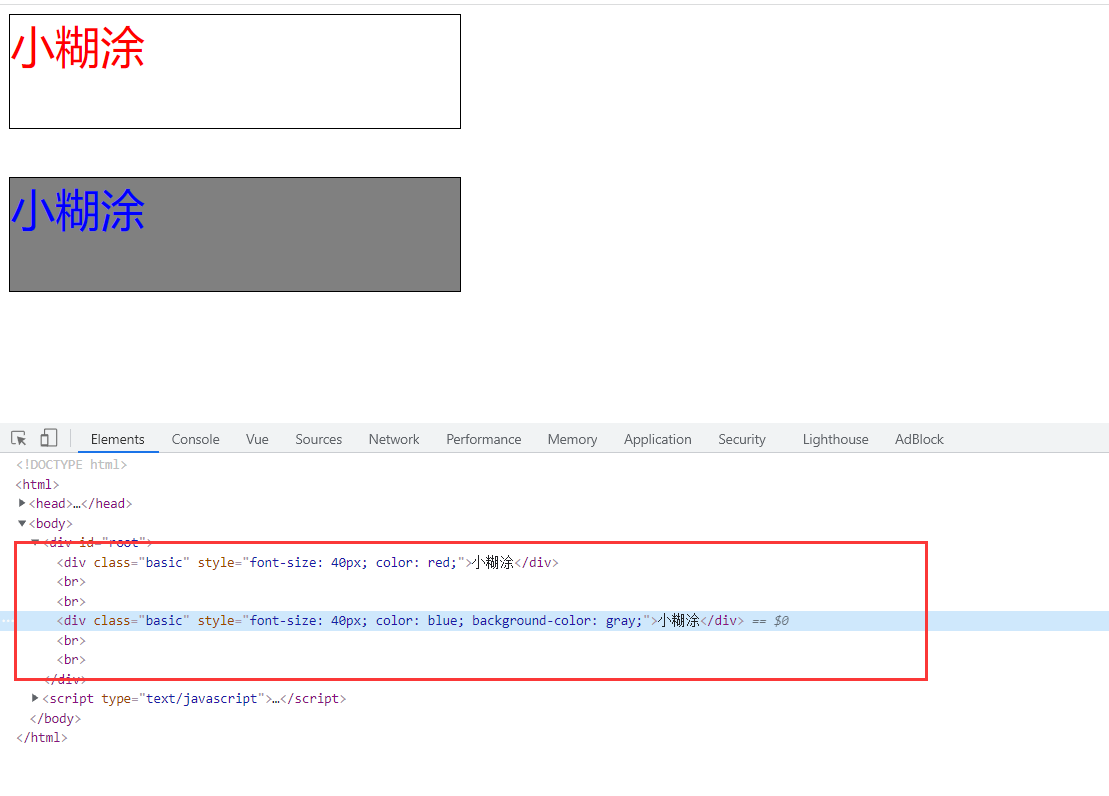 小糊涂
小糊涂
Elements Console Vue Sources Network Performance Memory Application Security Lighthouse AdBlock
<!DOCTYPE html>
<html>
<head>…</head>
<body>
<div id="root">
<div class="basic" style="font-size: 40px; color: red;">小糊涂</div>
<br>
<br>
<div class="basic" style="font-size: 40px; color: blue; background-color: gray;">小糊涂</div> == $0
<br>
<br>
</div>
<script type="text/javascript">…</script>
</body>
</html>